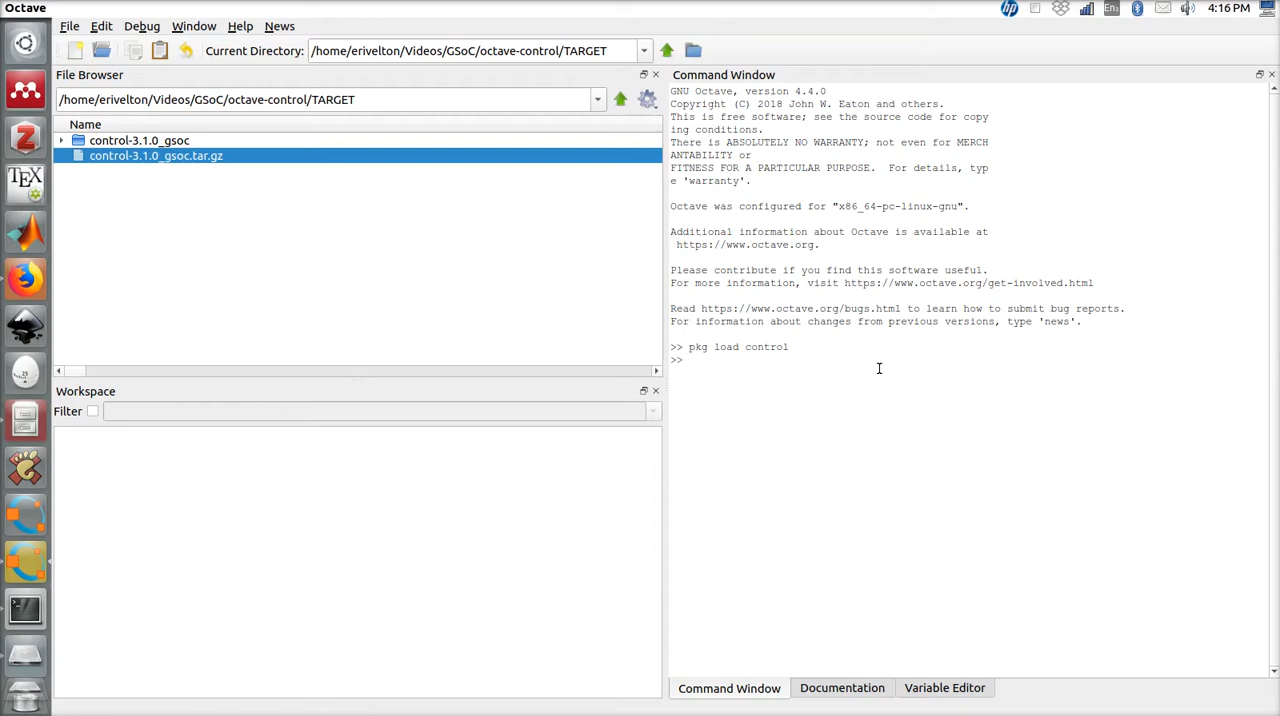 Octave
En₁
4:16 PM
File Edit Debug Window Help News
Current Directory: /home/erivelton/Videos/GSoC/octave-control/TARGET
File Browser
/home/erivelton/Videos/GSoC/octave-control/TARGET
Name
control-3.1.0_gsoc
control-3.1.0_gsoc.tar.gz
Workspace
Filter
Command Window
GNU Octave, version 4.4.0
Copyright (C) 2018 John W. Eaton and others.
This is free software; see the source code for copy
ing conditions.
There is ABSOLUTELY NO WARRANTY; not even for MERCH
ANTABILITY or
FITNESS FOR A PARTICULAR PURPOSE.  For details, typ
e 'warranty'.
Octave was configured for "x86_64-pc-linux-gnu".
Additional information about Octave is available at
https://www.octave.org.
Please contribute if you find this software useful.
For more information, visit https://www.octave.org/get-involved.html
Read https://www.octave.org/bugs.html to learn how to submit bug reports.
For information about changes from previous versions, type 'news'.
>> pkg load control
>>
Command Window Documentation Variable Editor
TEX
hp